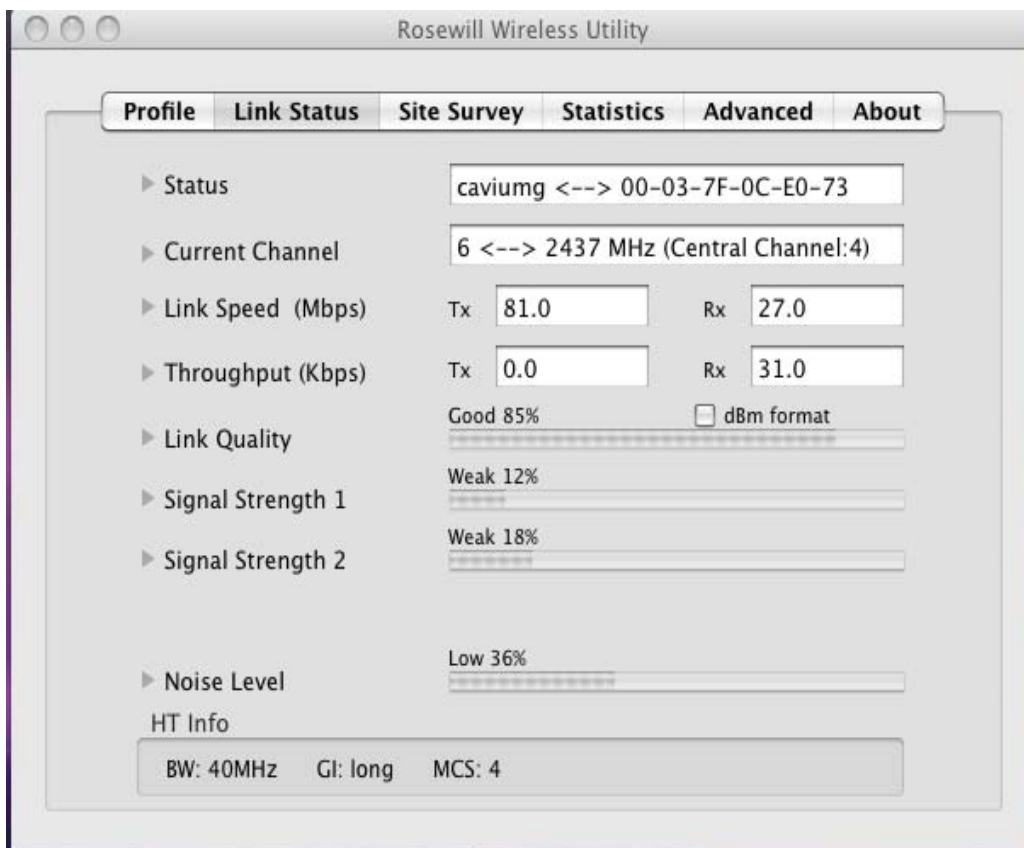 Rosewill Wireless Utility
Profile Link Status Site Survey Statistics Advanced About
Status caviumg <--> 00-03-7F-0C-E0-73
Current Channel 6 <--> 2437 MHz (Central Channel:4)
Link Speed (Mbps) Tx 81.0 Rx 27.0
Throughput (Kbps) Tx 0.0 Rx 31.0
Good 85% dBm format
Link Quality
Weak 12%
Signal Strength 1
Weak 18%
Signal Strength 2
Low 36%
Noise Level
HT Info
BW: 40MHz GI: long MCS: 4